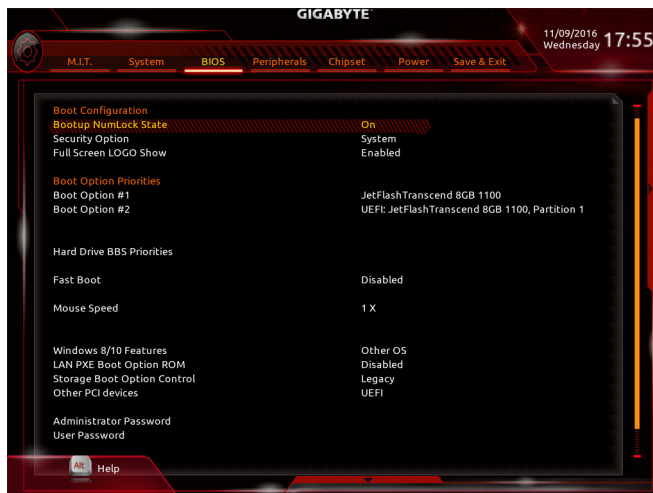 GIGABYTE™
11/09/2016
Wednesday 17:55
M.I.T. System BIOS Peripherals Chipset Power Save & Exit
Boot Configuration
Bootup NumLock State On
Security Option System
Full Screen LOGO Show Enabled
Boot Option Priorities
Boot Option #1 JetFlashTranscend 8GB 1100
Boot Option #2 UEFI: JetFlashTranscend 8GB 1100, Partition 1
Hard Drive BBS Priorities
Fast Boot Disabled
Mouse Speed 1 X
Windows 8/10 Features Other OS
LAN PXE Boot Option ROM Disabled
Storage Boot Option Control Legacy
Other PCI devices UEFI
Administrator Password
User Password
Alt Help